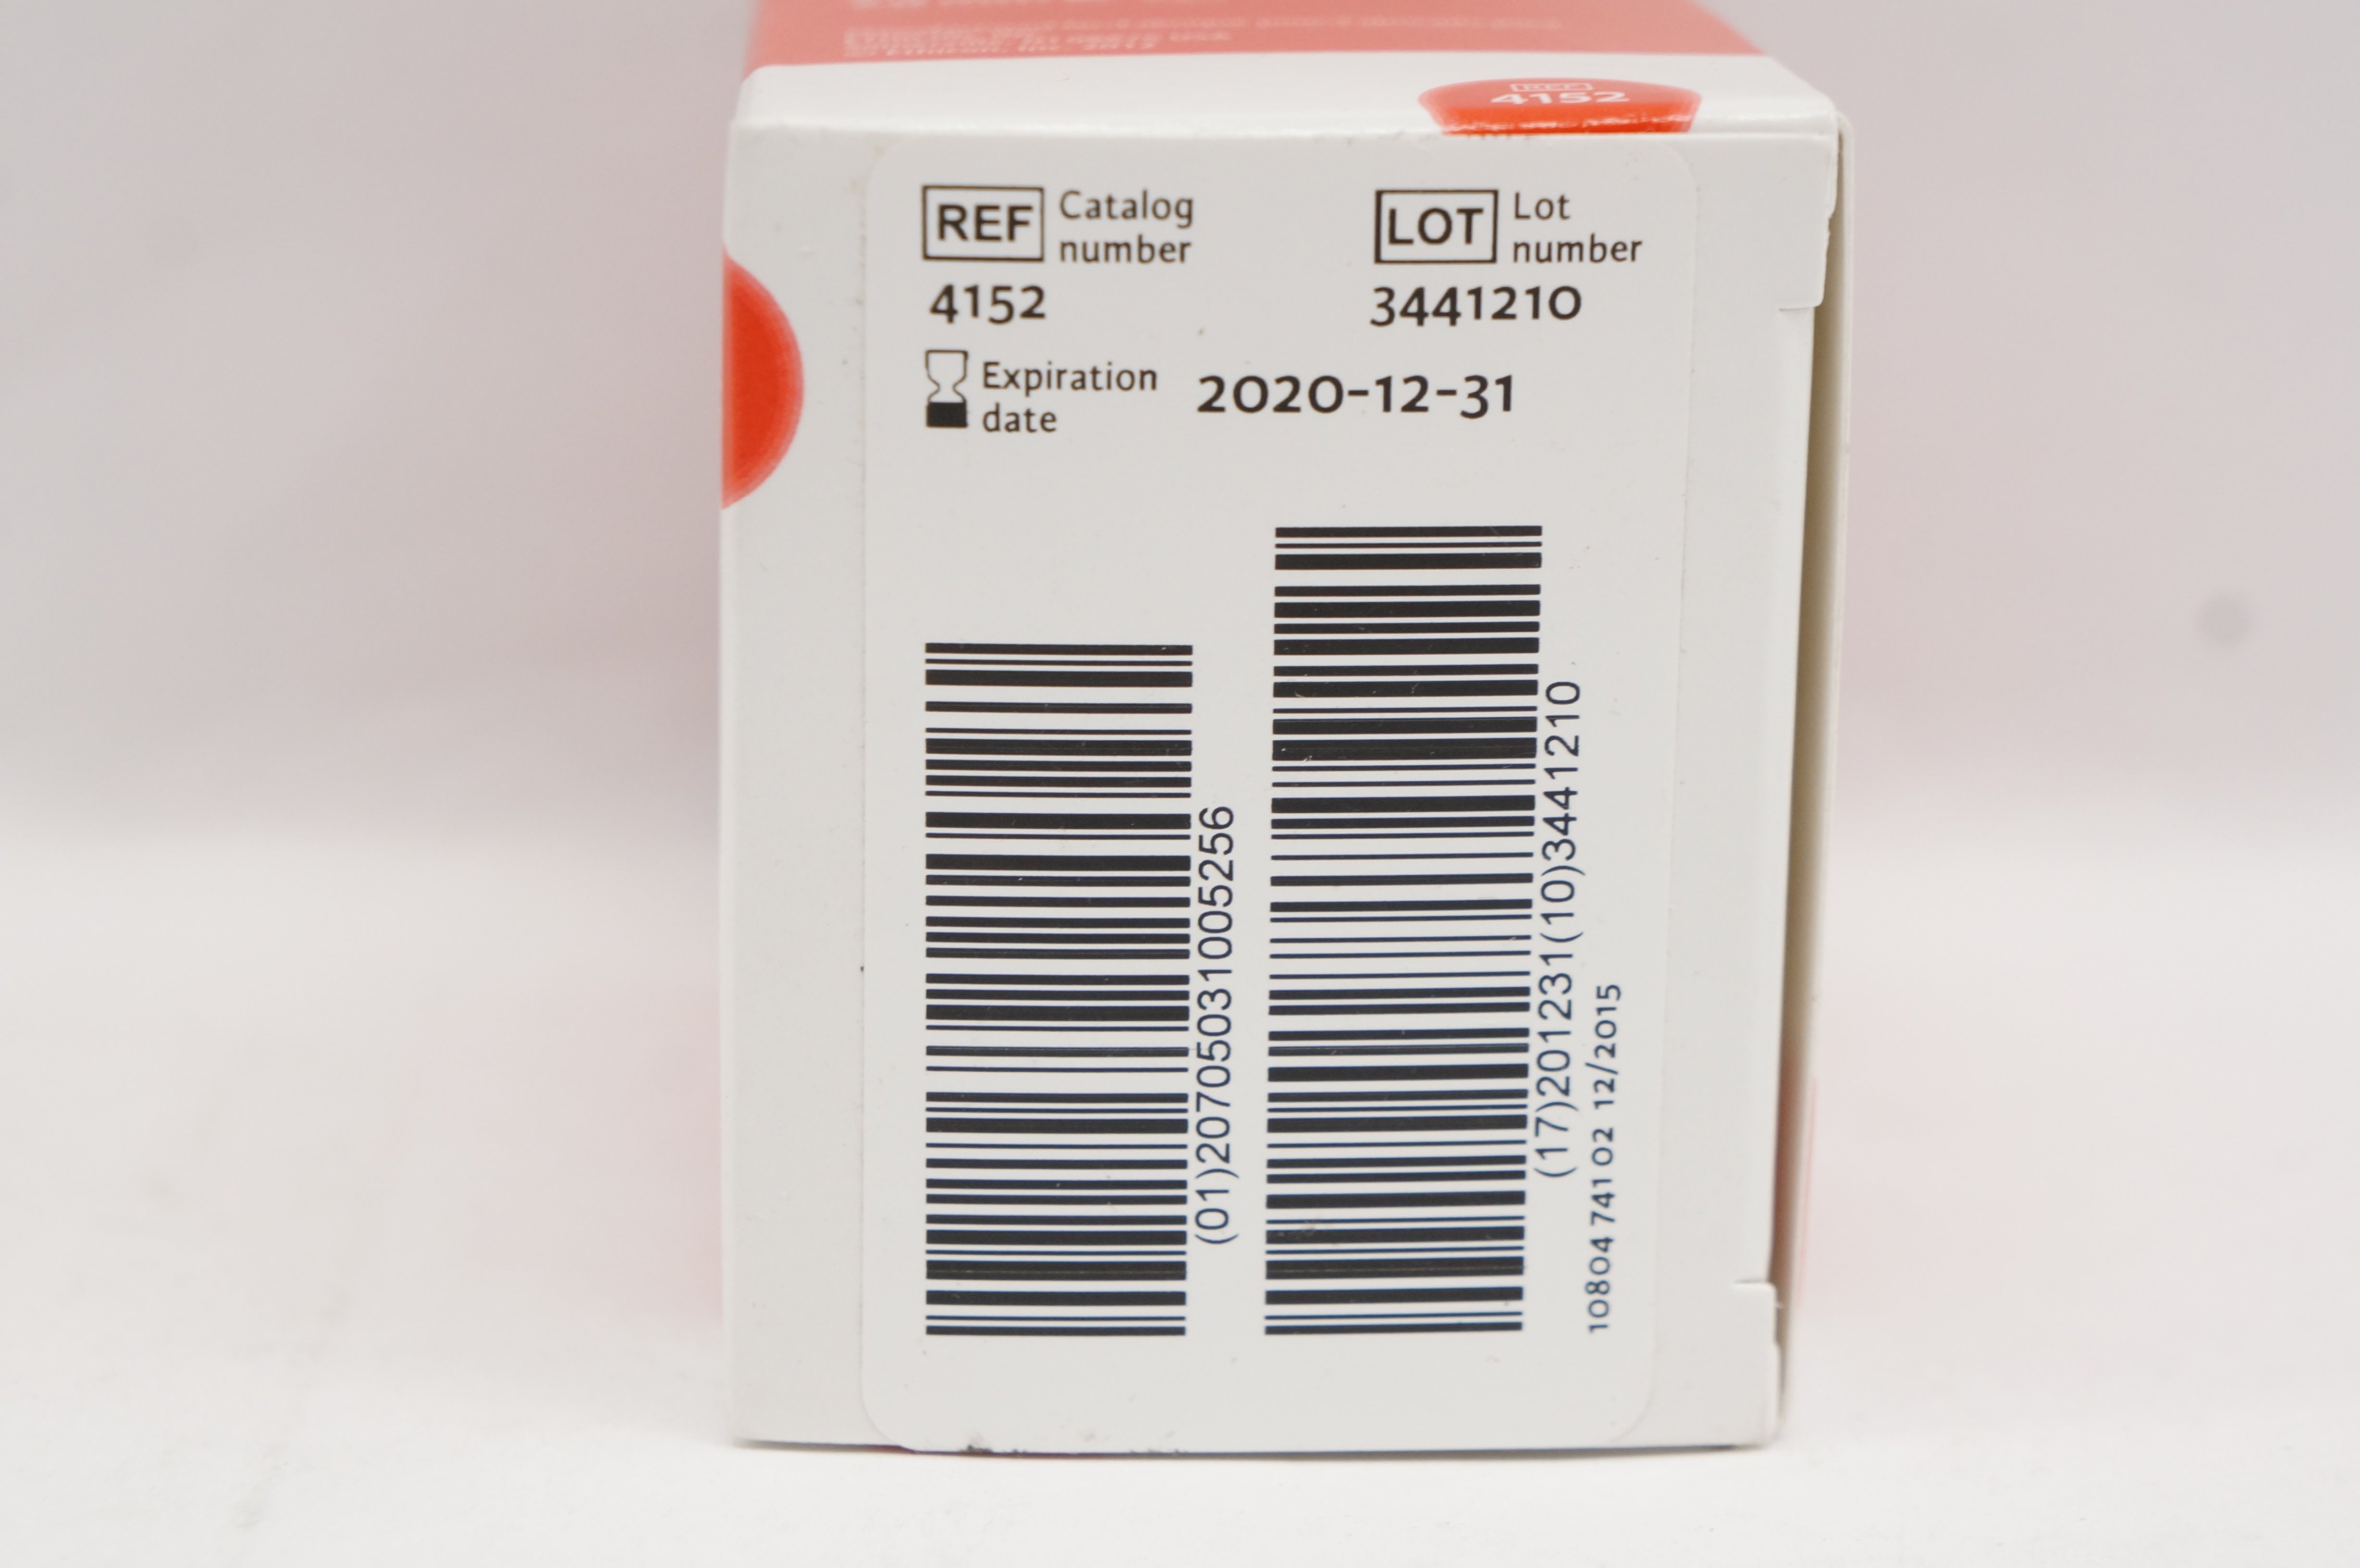 REF
4152
REF Catalog
number
4152
LOT Lot
number
3441210
Expiration
date
2020-12-31
(01)20705031005256
(17)201231(10)3441210
10804 741 02 12/2015